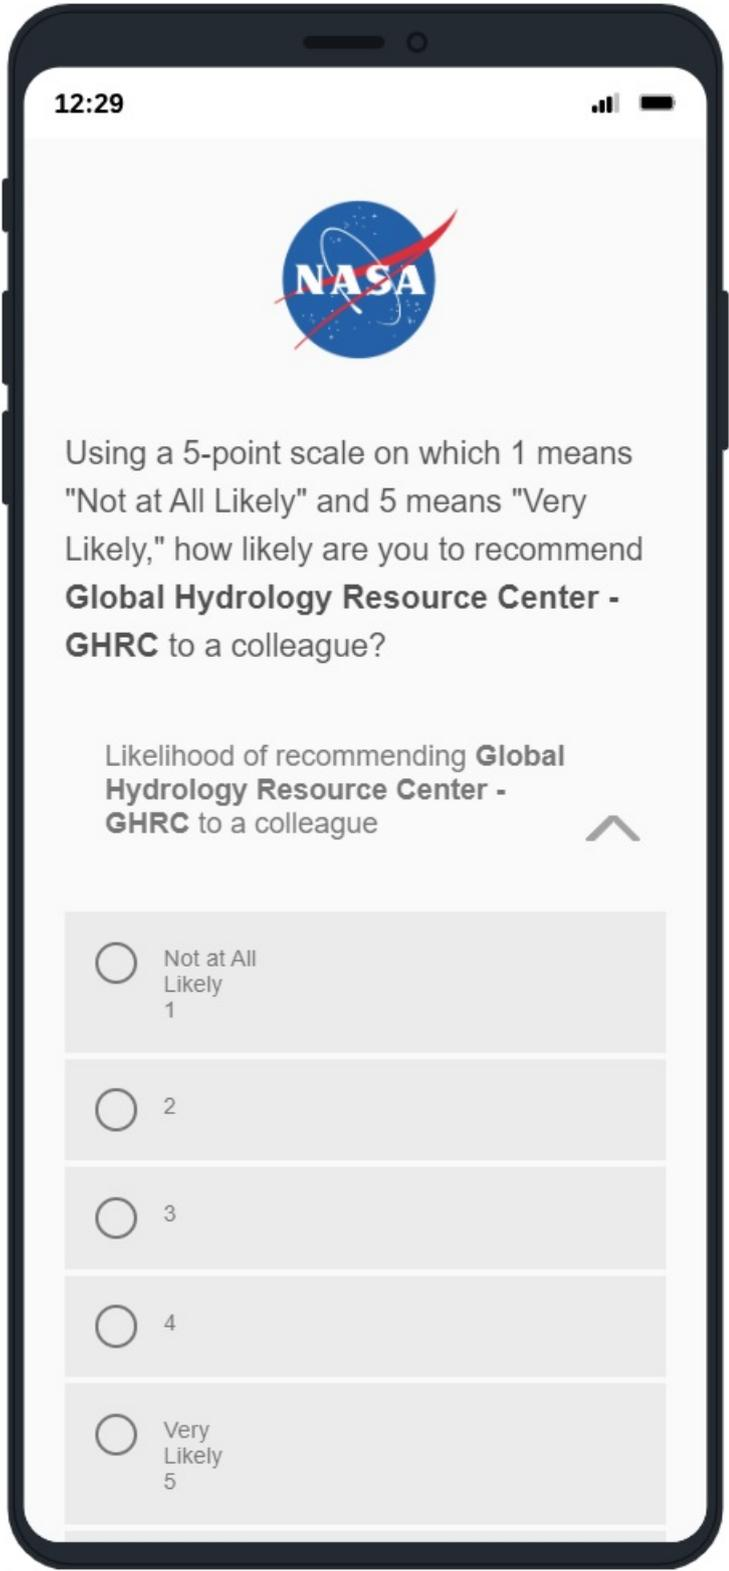 12:29
NASA
Using a 5-point scale on which 1 means
"Not at All Likely" and 5 means "Very
Likely," how likely are you to recommend
Global Hydrology Resource Center -
GHRC to a colleague?
Likelihood of recommending Global
Hydrology Resource Center -
GHRC to a colleague
Not at All
Likely
1
2
3
4
Very
Likely
5